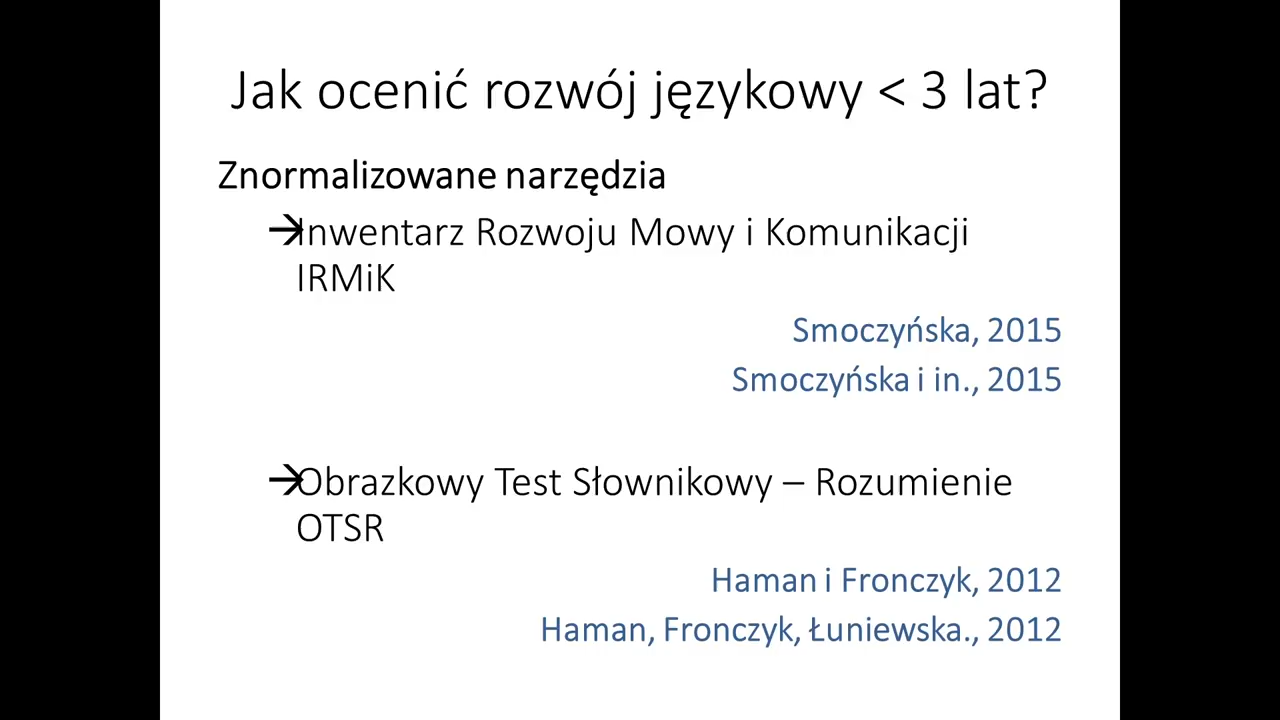 Jak ocenić rozwój językowy < 3 lat?
Znormalizowane narzędzia
→Inwentarz Rozwoju Mowy i Komunikacji
IRMiK
Smoczyńska, 2015
Smoczyńska i in., 2015
→Obrazkowy Test Słownikowy – Rozumienie
OTSR
Haman i Fronczyk, 2012
Haman, Fronczyk, Łuniewska., 2012